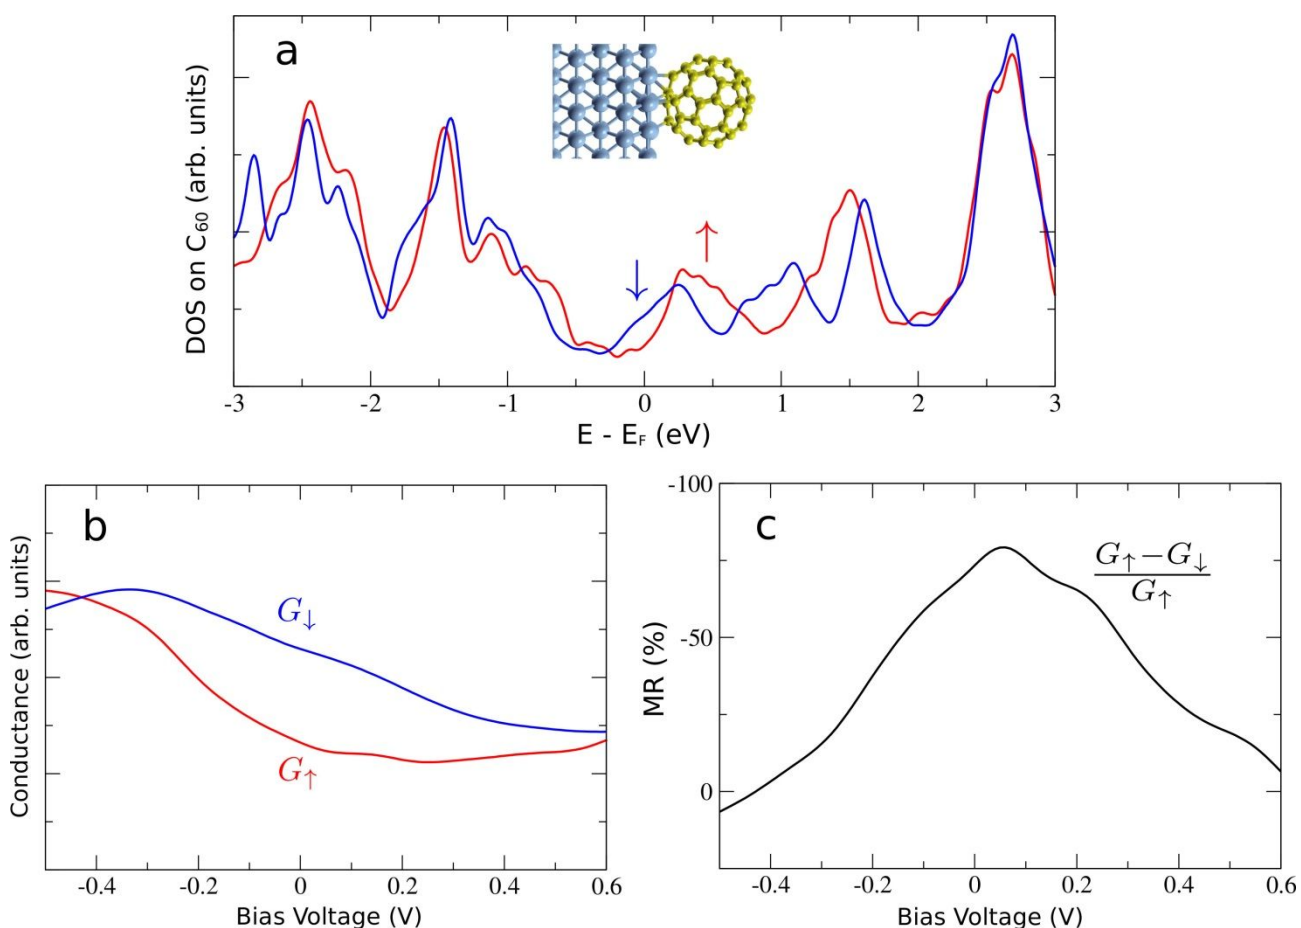 a
DOS on C₆₀ (arb. units)
↓
↑
-3 -2 -1 0 1 2 3
E - E_F (eV)
b
Conductance (arb. units)
G↓
G↑
-0.4 -0.2 0 0.2 0.4 0.6
Bias Voltage (V)
c
MR (%)
-100
-50
0
G↑−G↓
G↑
-0.4 -0.2 0 0.2 0.4 0.6
Bias Voltage (V)